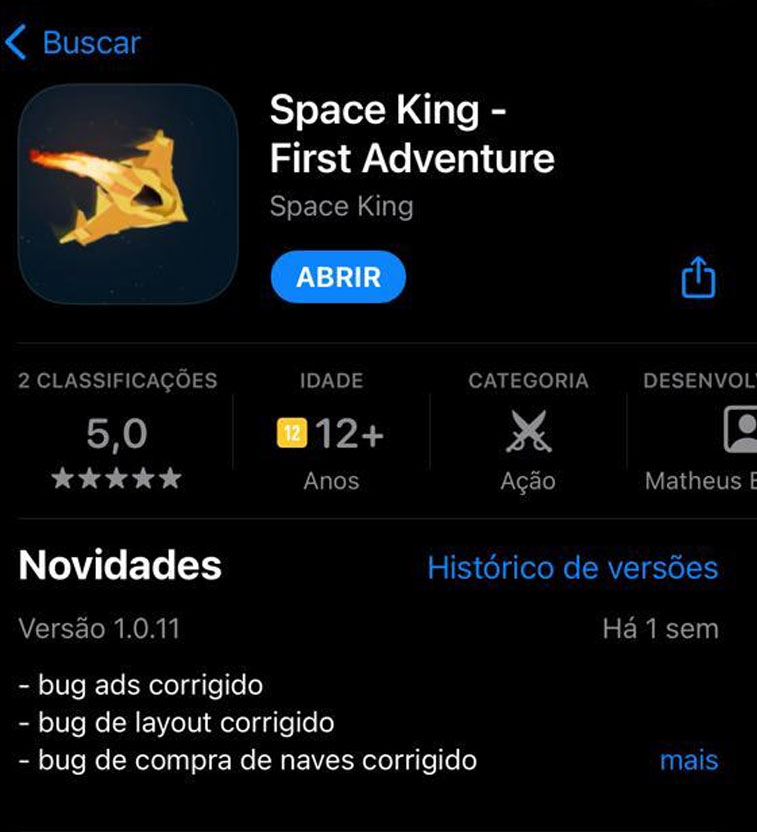 Buscar
Space King -
First Adventure
Space King
ABRIR
2 CLASSIFICAÇÕES
5,0
IDADE
12
12+
Anos
CATEGORIA
Ação
DESENVOL
Matheus
Novidades
Histórico de versões
Versão 1.0.11
Há 1 sem
- bug ads corrigido
- bug de layout corrigido
- bug de compra de naves corrigido
mais